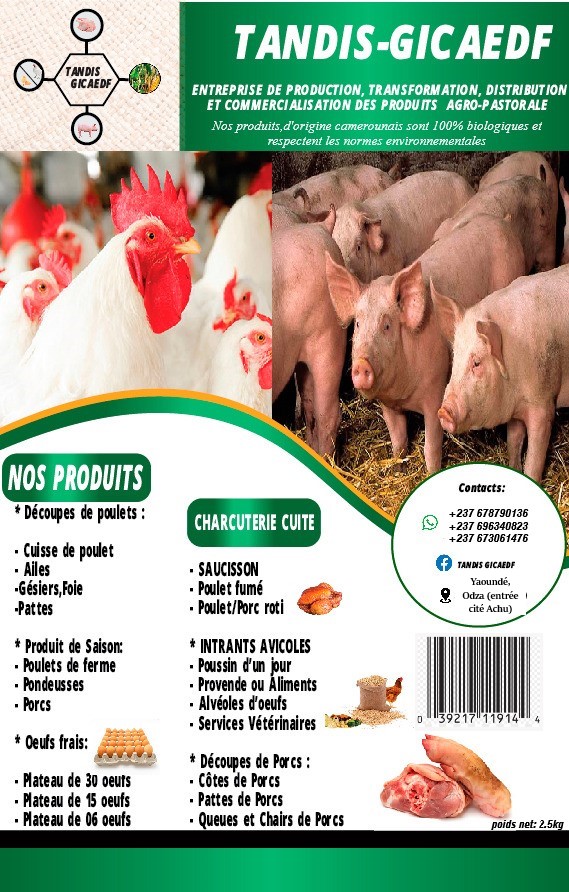 TANDIS
GICAEDF
TANDIS-GICAEDF
ENTREPRISE DE PRODUCTION, TRANSFORMATION, DISTRIBUTION
ET COMMERCIALISATION DES PRODUITS AGRO-PASTORALE
Nos produits,d'origine camerounais sont 100% biologiques et
respectent les normes environnementales
NOS PRODUITS
* Découpes de poulets :
- Cuisse de poulet
- Ailes
-Gésiers,Foie
-Pattes
* Produit de Saison:
- Poulets de ferme
- Pondeusses
- Porcs
* Oeufs frais:
- Plateau de 30 oeufs
- Plateau de 15 oeufs
- Plateau de 06 oeufs
CHARCUTERIE CUITE
- SAUCISSON
- Poulet fumé
- Poulet/Porc roti
* INTRANTS AVICOLES
- Poussin d'un jour
- Provende ou Aliments
- Alvéoles d'oeufs
- Services Vétérinaires
* Découpes de Porcs :
- Côtes de Porcs
- Pattes de Porcs
- Queues et Chairs de Porcs
Contacts:
+237 678790136
+237 696340823
+237 673061476
TANDIS GICAEDF
Yaoundé,
Odza (entrée
cité Achu)
0 39217 11914 4
poids net: 2.5kg